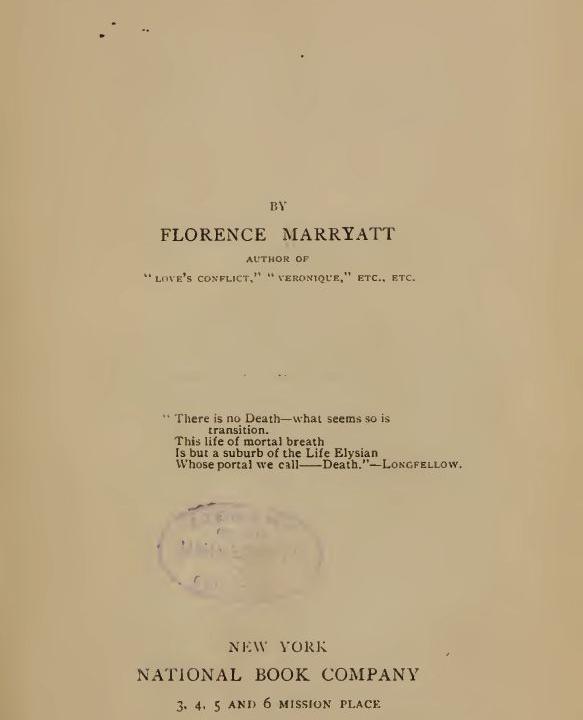 BY
FLORENCE MARRYATT
AUTHOR OF
"LOVE'S CONFLICT," "VERONIQUE," ETC., ETC.
"There is no Death—what seems so is
transition.
This life of mortal breath
Is but a suburb of the Life Elysian
Whose portal we call——Death."—LONGFELLOW.
NEW YORK
NATIONAL BOOK COMPANY
3, 4, 5 AND 6 MISSION PLACE